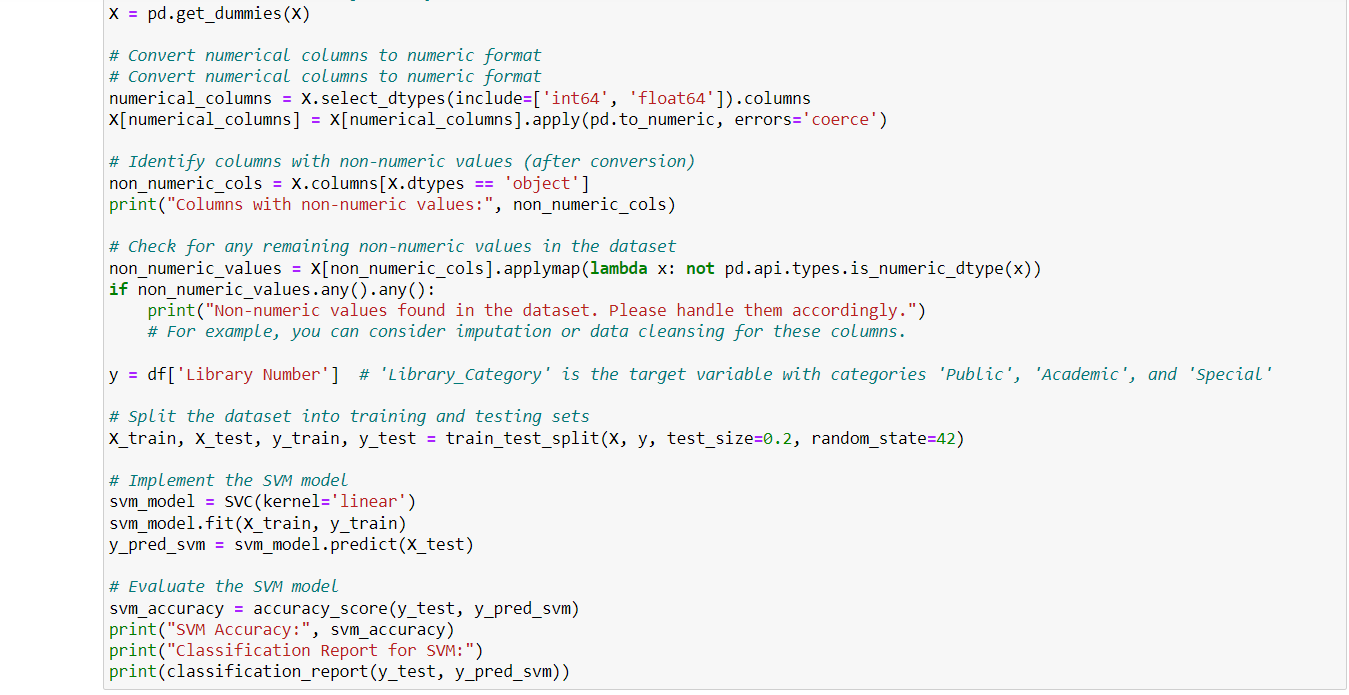 X = pd.get_dummies(X)
# Convert numerical columns to numeric format
# Convert numerical columns to numeric format
numerical_columns = X.select_dtypes(include=['int64', 'float64']).columns
X[numerical_columns] = X[numerical_columns].apply(pd.to_numeric, errors='coerce')
# Identify columns with non-numeric values (after conversion)
non_numeric_cols = X.columns[X.dtypes == 'object']
print("Columns with non-numeric values:", non_numeric_cols)
# Check for any remaining non-numeric values in the dataset
non_numeric_values = X[non_numeric_cols].applymap(lambda x: not pd.api.types.is_numeric_dtype(x))
if non_numeric_values.any().any():
    print("Non-numeric values found in the dataset. Please handle them accordingly.")
    # For example, you can consider imputation or data cleansing for these columns.
y = df['Library Number']  # 'Library_Category' is the target variable with categories 'Public', 'Academic', and 'Special'
# Split the dataset into training and testing sets
X_train, X_test, y_train, y_test = train_test_split(X, y, test_size=0.2, random_state=42)
# Implement the SVM model
svm_model = SVC(kernel='linear')
svm_model.fit(X_train, y_train)
y_pred_svm = svm_model.predict(X_test)
# Evaluate the SVM model
svm_accuracy = accuracy_score(y_test, y_pred_svm)
print("SVM Accuracy:", svm_accuracy)
print("Classification Report for SVM:")
print(classification_report(y_test, y_pred_svm))